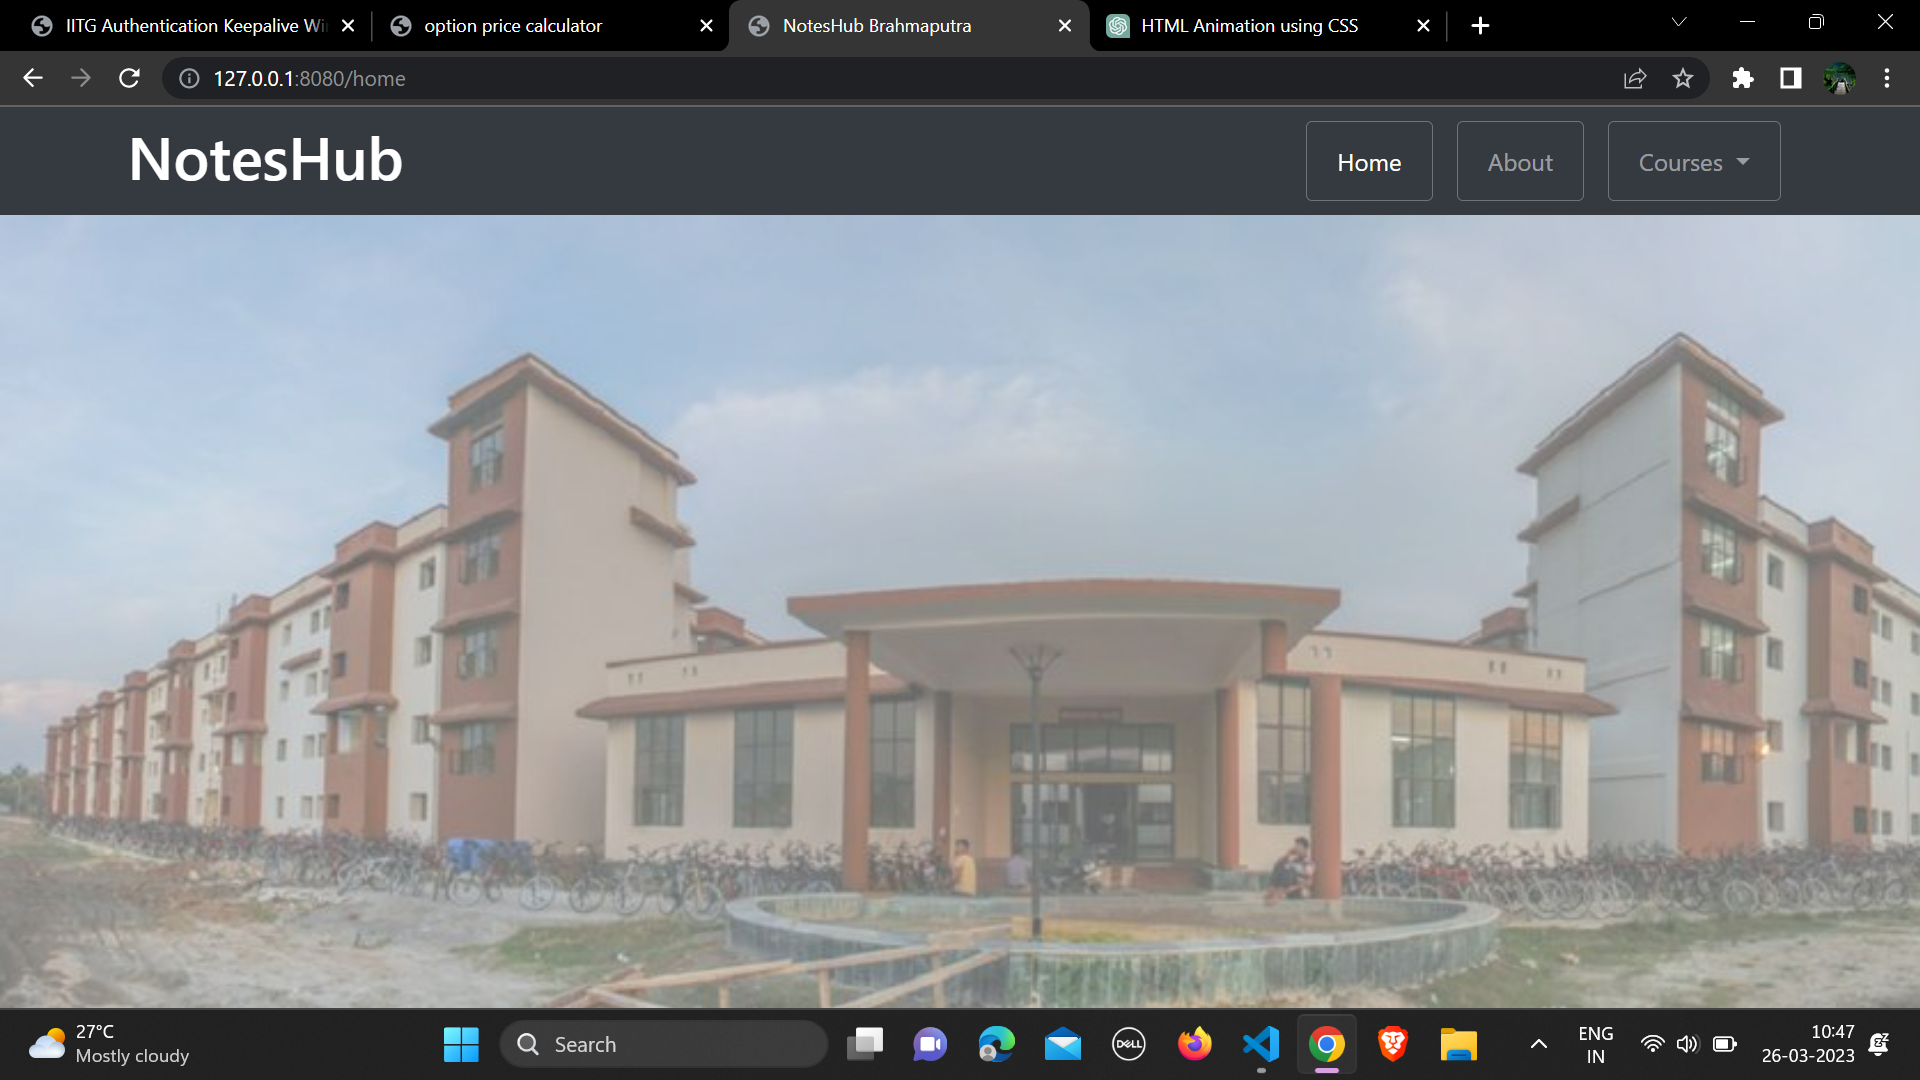 IITG Authentication Keepalive Wi
option price calculator
NotesHub Brahmaputra
HTML Animation using CSS
127.0.0.1:8080/home
NotesHub
Home
About
Courses
27°C
Mostly cloudy
Search
DELL
ENG
IN
10:47
26-03-2023